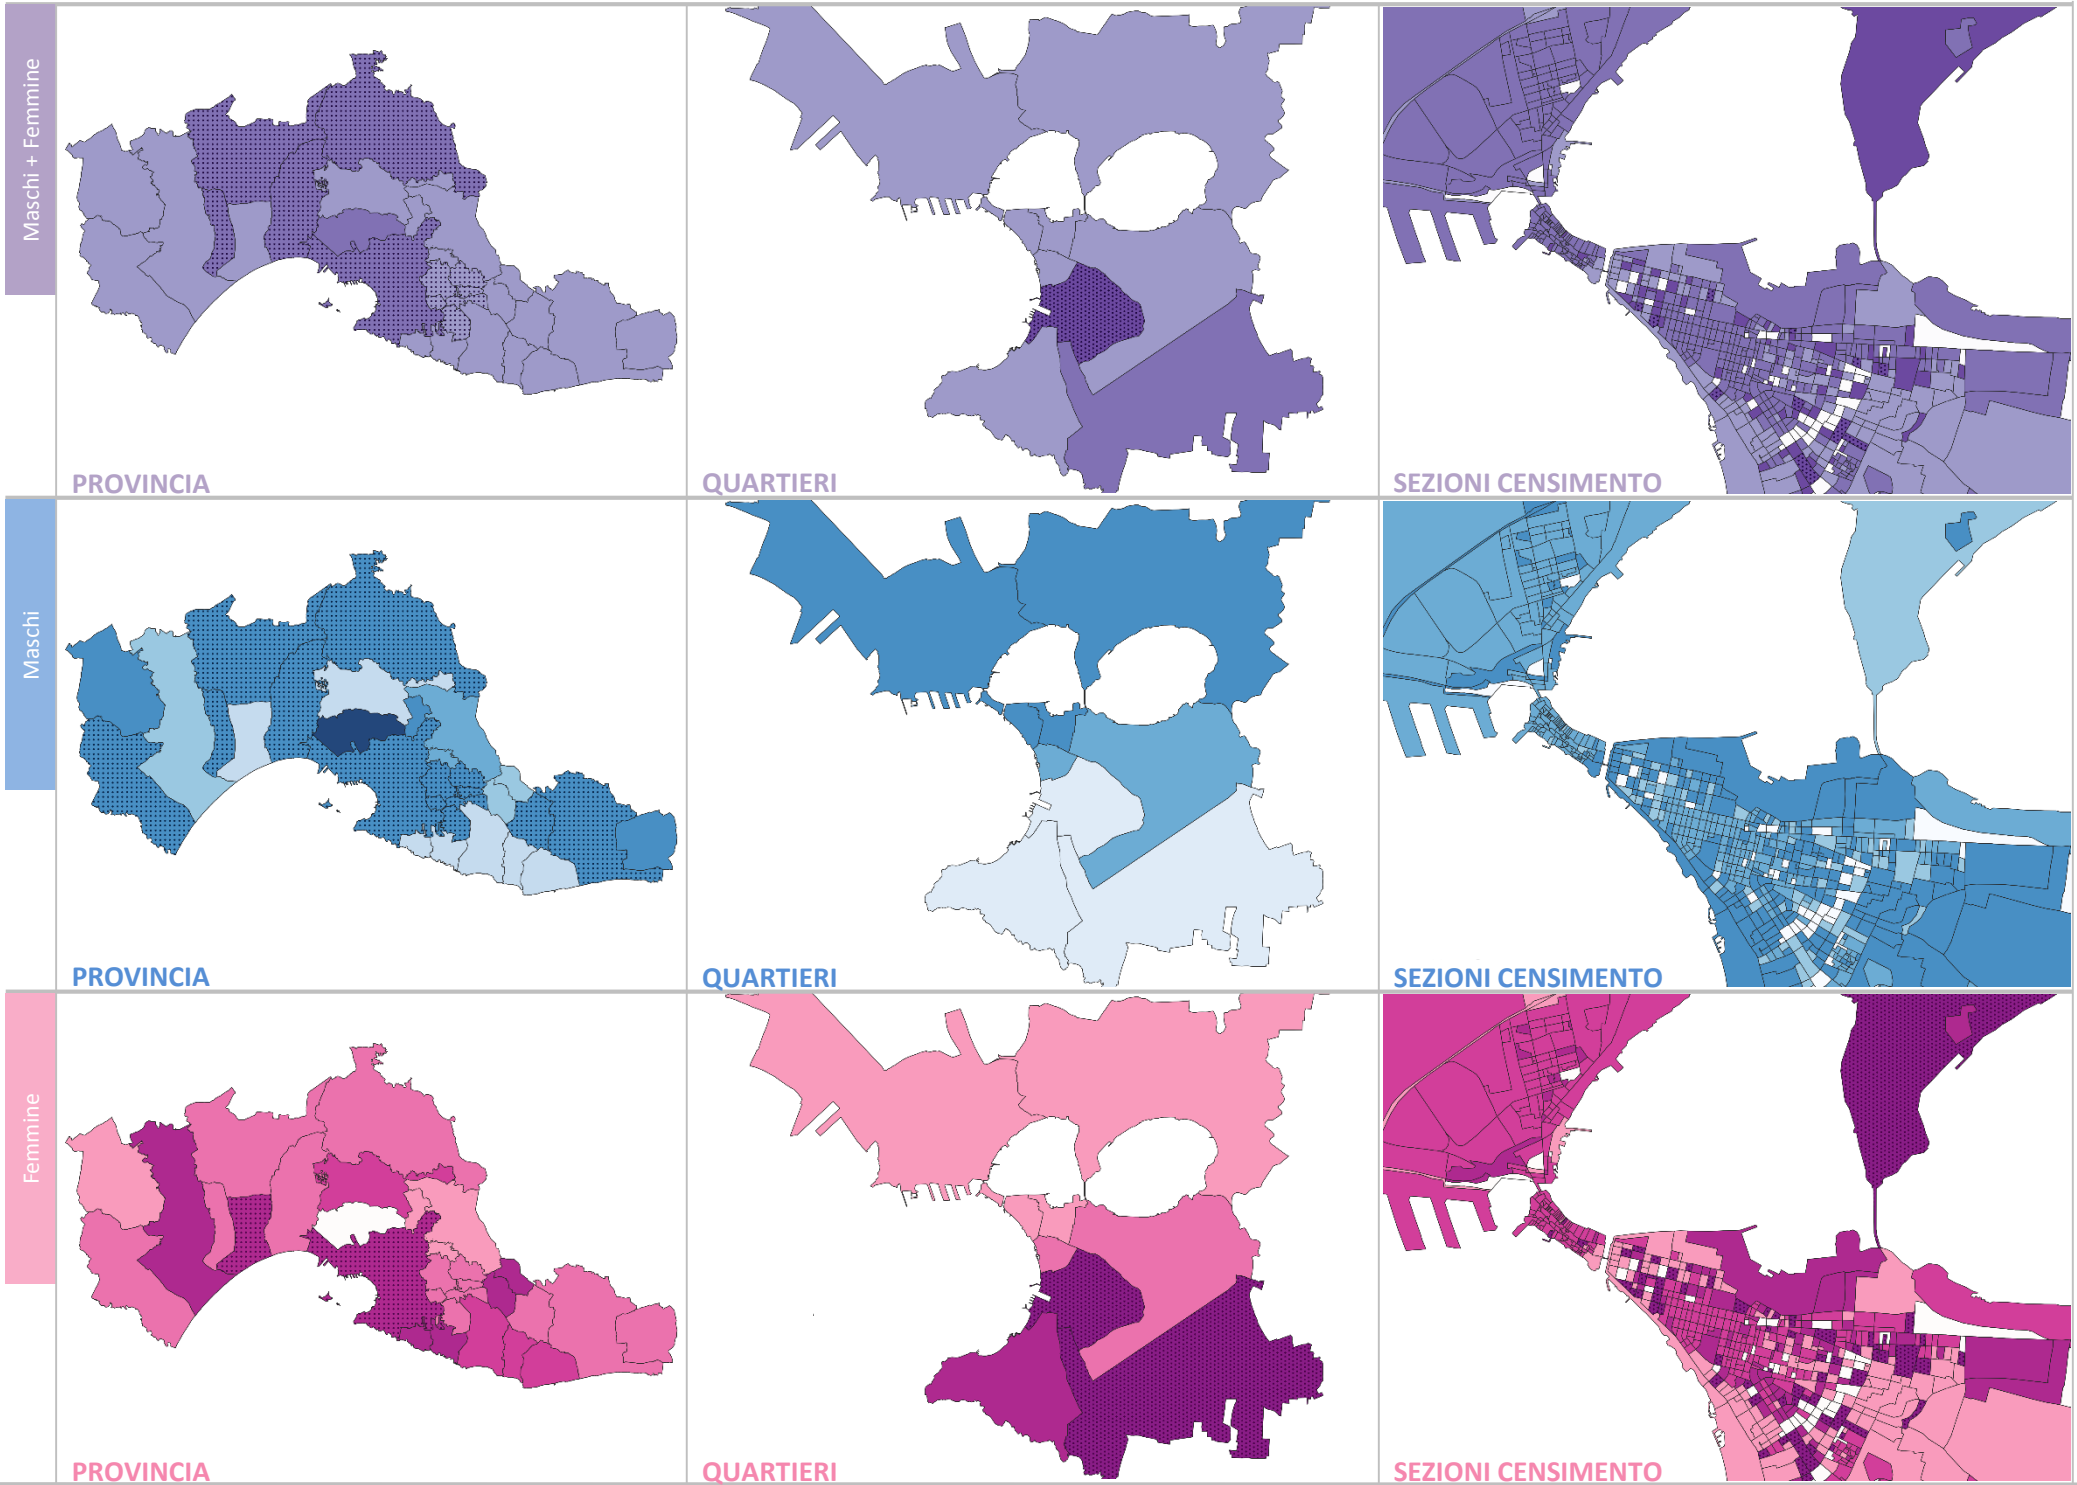 Maschi + Femmine
PROVINCIA
QUARTIERI
SEZIONI CENSIMENTO
Maschi
PROVINCIA
QUARTIERI
SEZIONI CENSIMENTO
Femmine
PROVINCIA
QUARTIERI
SEZIONI CENSIMENTO